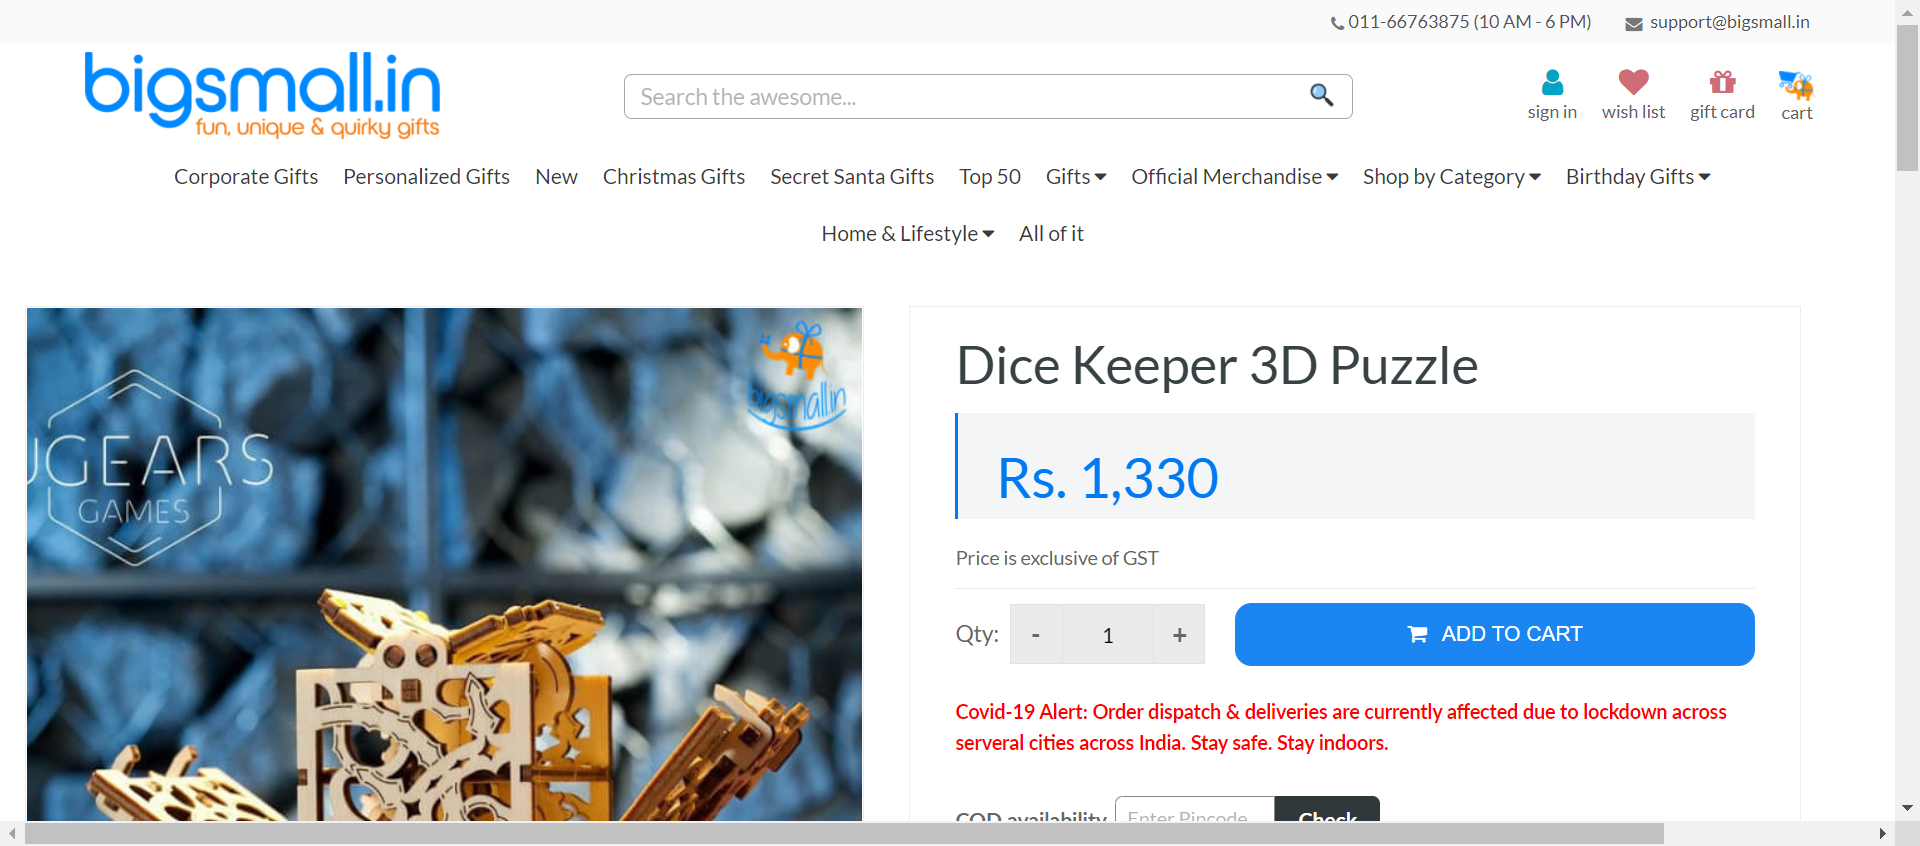 011-66763875 (10 AM - 6 PM) support@bigsmall.in
bigsmall.in
fun, unique & quirky gifts
Search the awesome...
sign in wish list gift card cart
Corporate Gifts Personalized Gifts New Christmas Gifts Secret Santa Gifts Top 50 Gifts Official Merchandise Shop by Category Birthday Gifts
Home & Lifestyle All of it
bigsmall.in
UGEARS
GAMES
Dice Keeper 3D Puzzle
Rs. 1,330
Price is exclusive of GST
Qty: - 1 + ADD TO CART
Covid-19 Alert: Order dispatch & deliveries are currently affected due to lockdown across
serveral cities across India. Stay safe. Stay indoors.
COD availability Enter Pincode Check